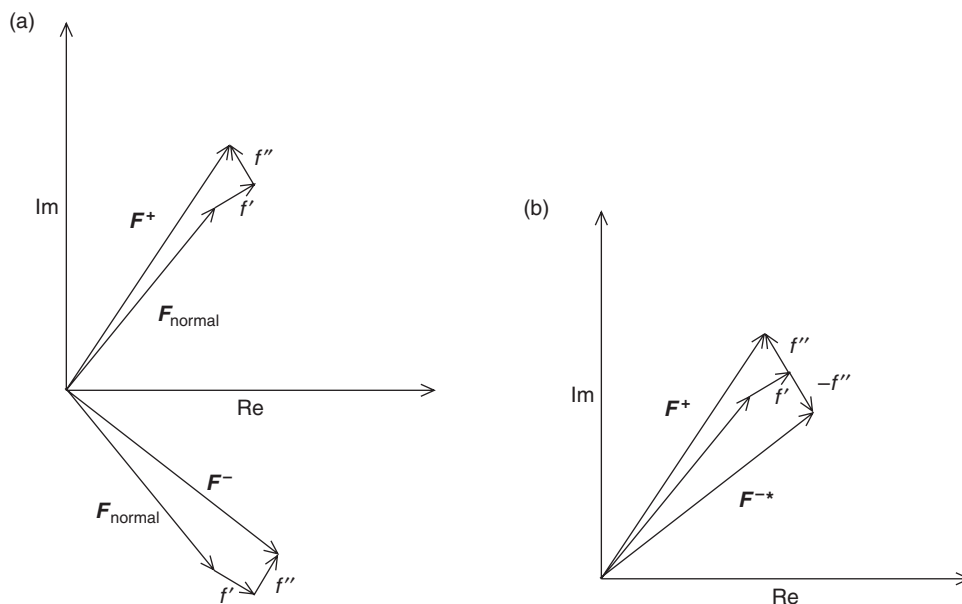 (a)
f″
Im
F⁺
f′
F_normal
Re
F⁻
F_normal
f′
f″
(b)
f″
Im
–f″
f′
F⁺
F⁻*
Re